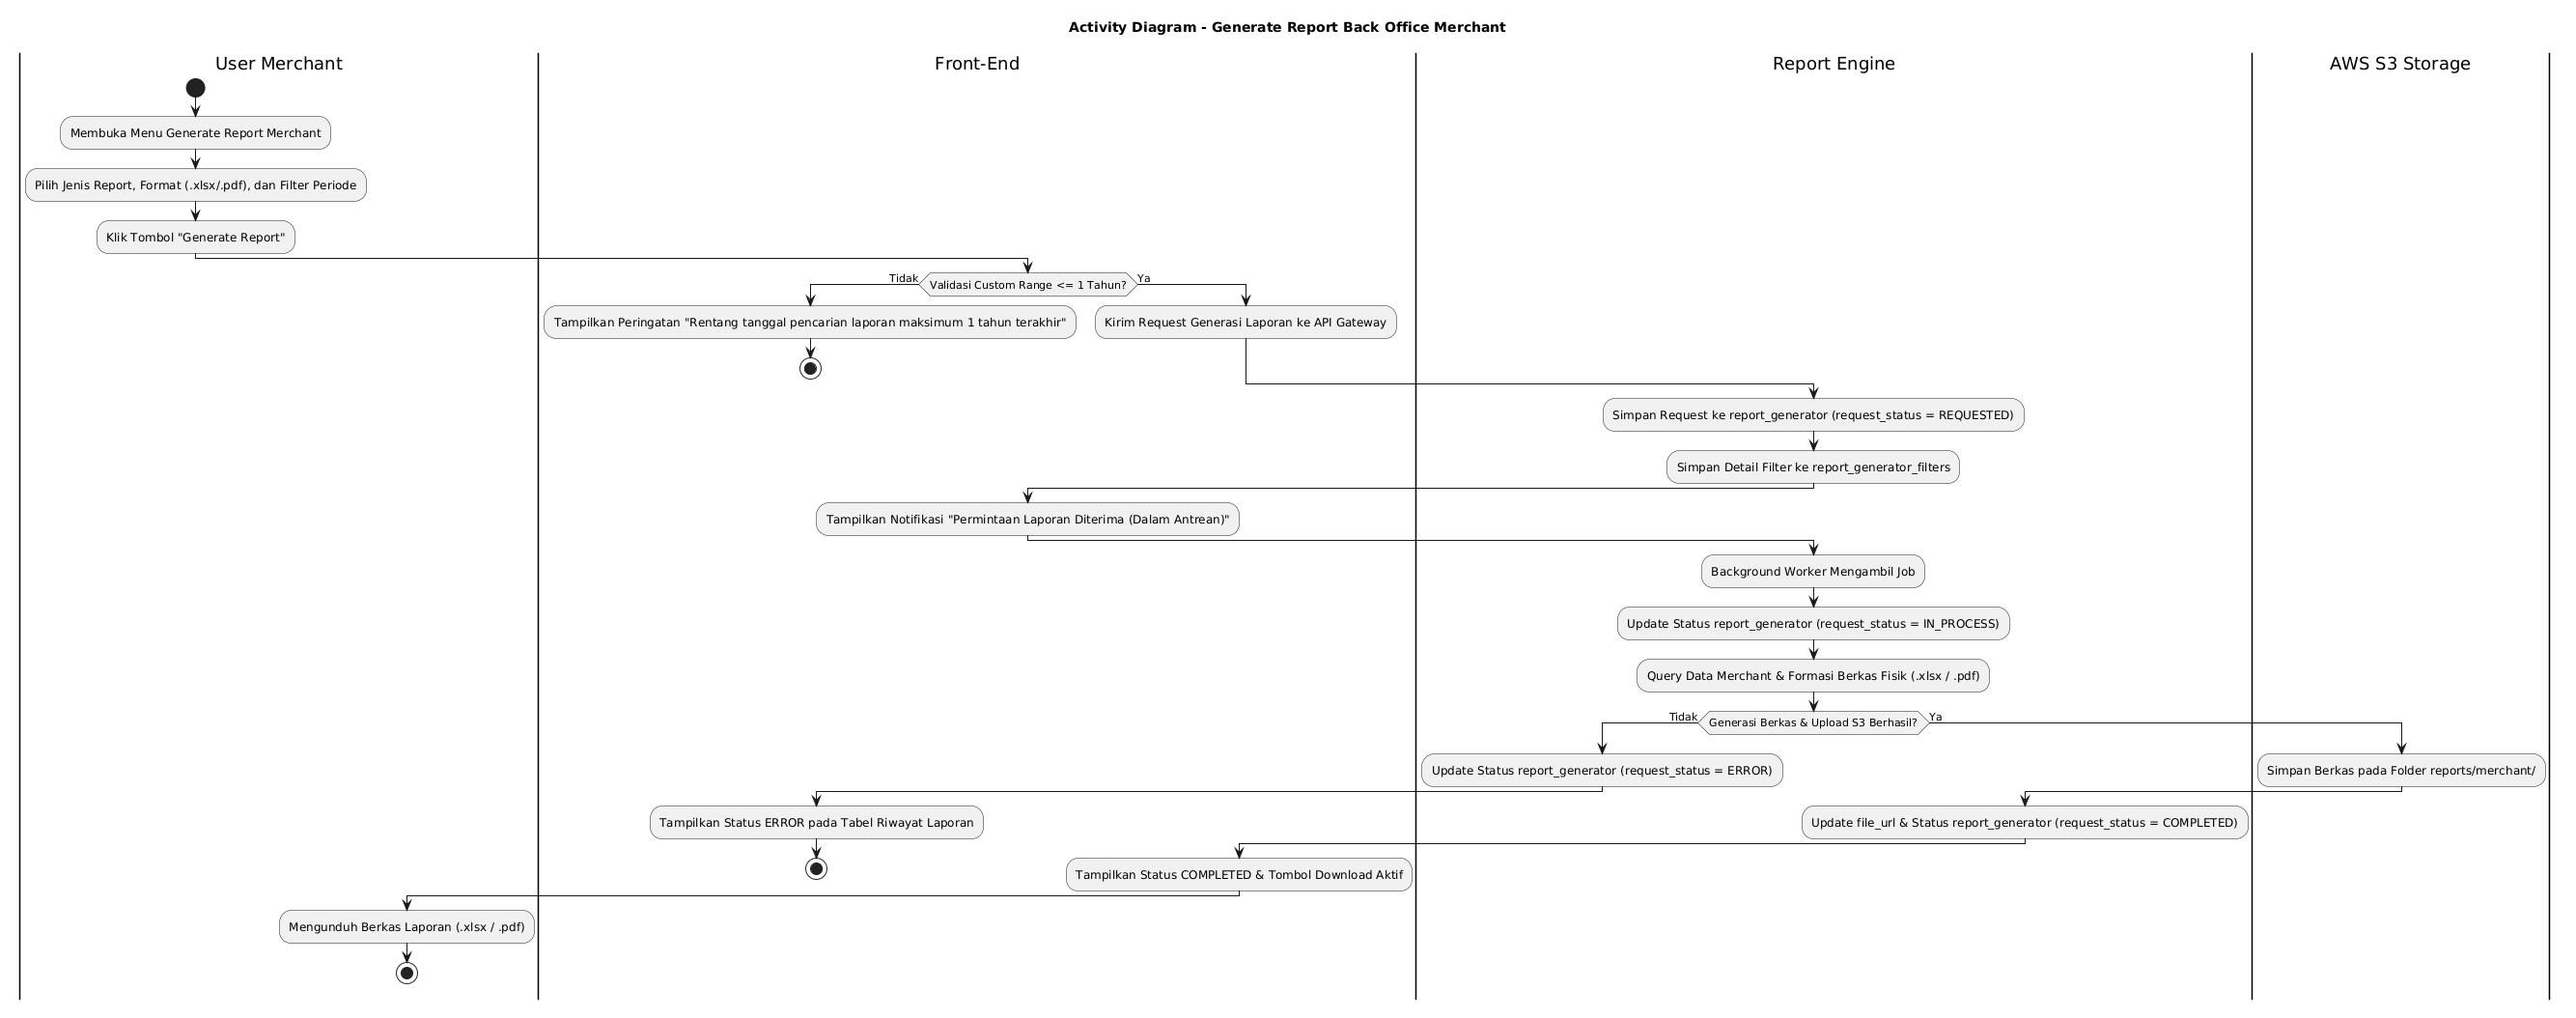 Activity Diagram - Generate Report Back Office Merchant
User Merchant
Front-End
Report Engine
AWS S3 Storage
Membuka Menu Generate Report Merchant
Pilih Jenis Report, Format (.xlsx/.pdf), dan Filter Periode
Klik Tombol "Generate Report"
Tidak
Validasi Custom Range <= 1 Tahun?
Ya
Tampilkan Peringatan "Rentang tanggal pencarian laporan maksimum 1 tahun terakhir"
Kirim Request Generasi Laporan ke API Gateway
Simpan Request ke report_generator (request_status = REQUESTED)
Simpan Detail Filter ke report_generator_filters
Tampilkan Notifikasi "Permintaan Laporan Diterima (Dalam Antrean)"
Background Worker Mengambil Job
Update Status report_generator (request_status = IN_PROCESS)
Query Data Merchant & Formasi Berkas Fisik (.xlsx / .pdf)
Tidak
Generasi Berkas & Upload S3 Berhasil?
Ya
Update Status report_generator (request_status = ERROR)
Simpan Berkas pada Folder reports/merchant/
Tampilkan Status ERROR pada Tabel Riwayat Laporan
Update file_url & Status report_generator (request_status = COMPLETED)
Tampilkan Status COMPLETED & Tombol Download Aktif
Mengunduh Berkas Laporan (.xlsx / .pdf)